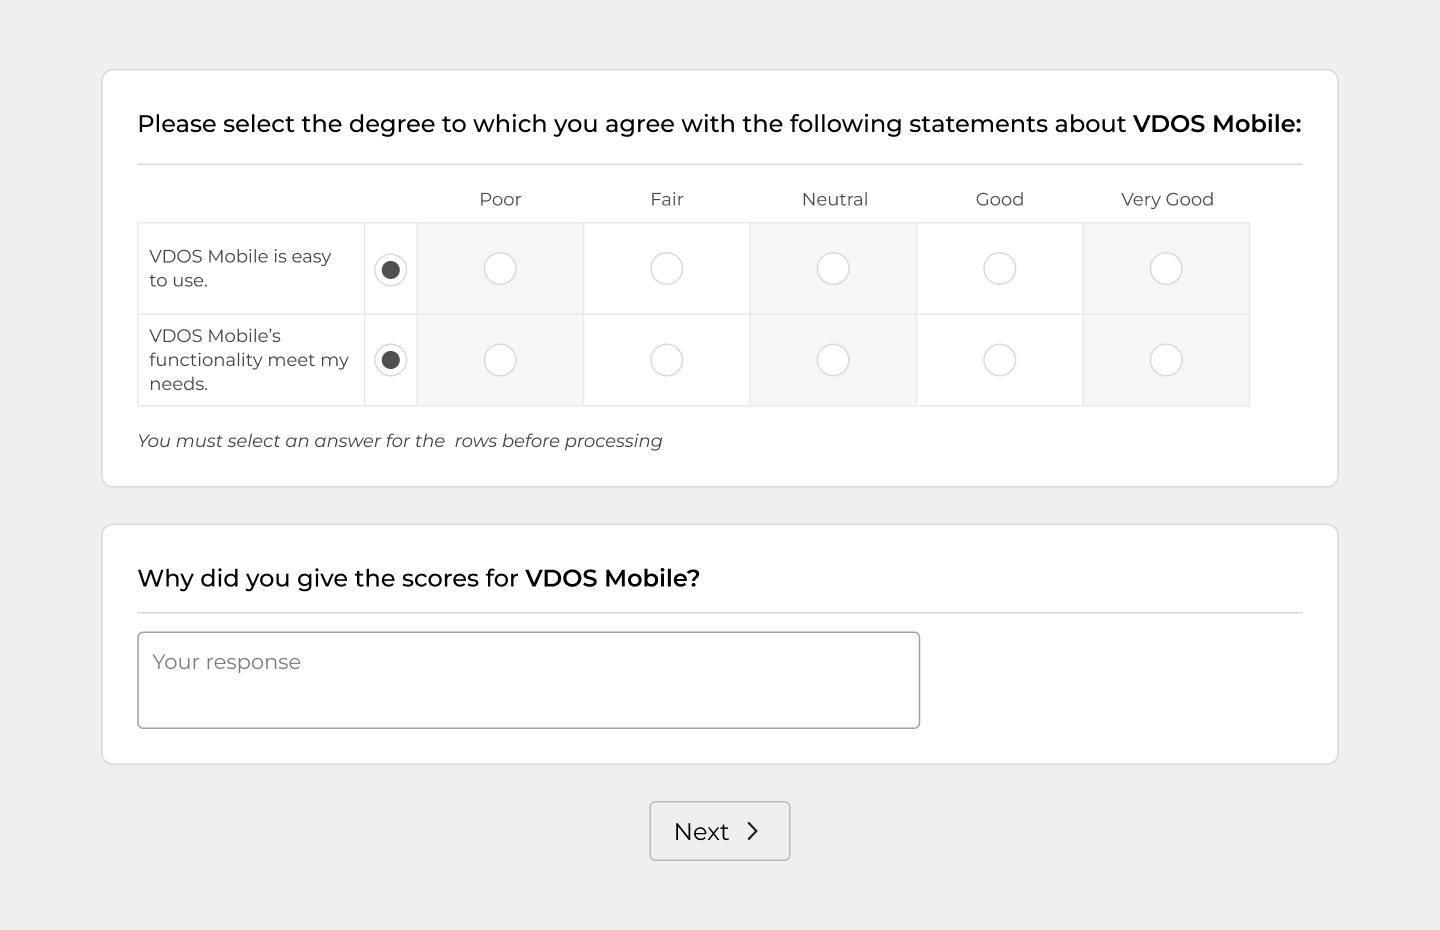 Please select the degree to which you agree with the following statements about VDOS Mobile:
Poor Fair Neutral Good Very Good
VDOS Mobile is easy
to use.
VDOS Mobile’s
functionality meet my
needs.
You must select an answer for the  rows before processing
Why did you give the scores for VDOS Mobile?
Your response
Next